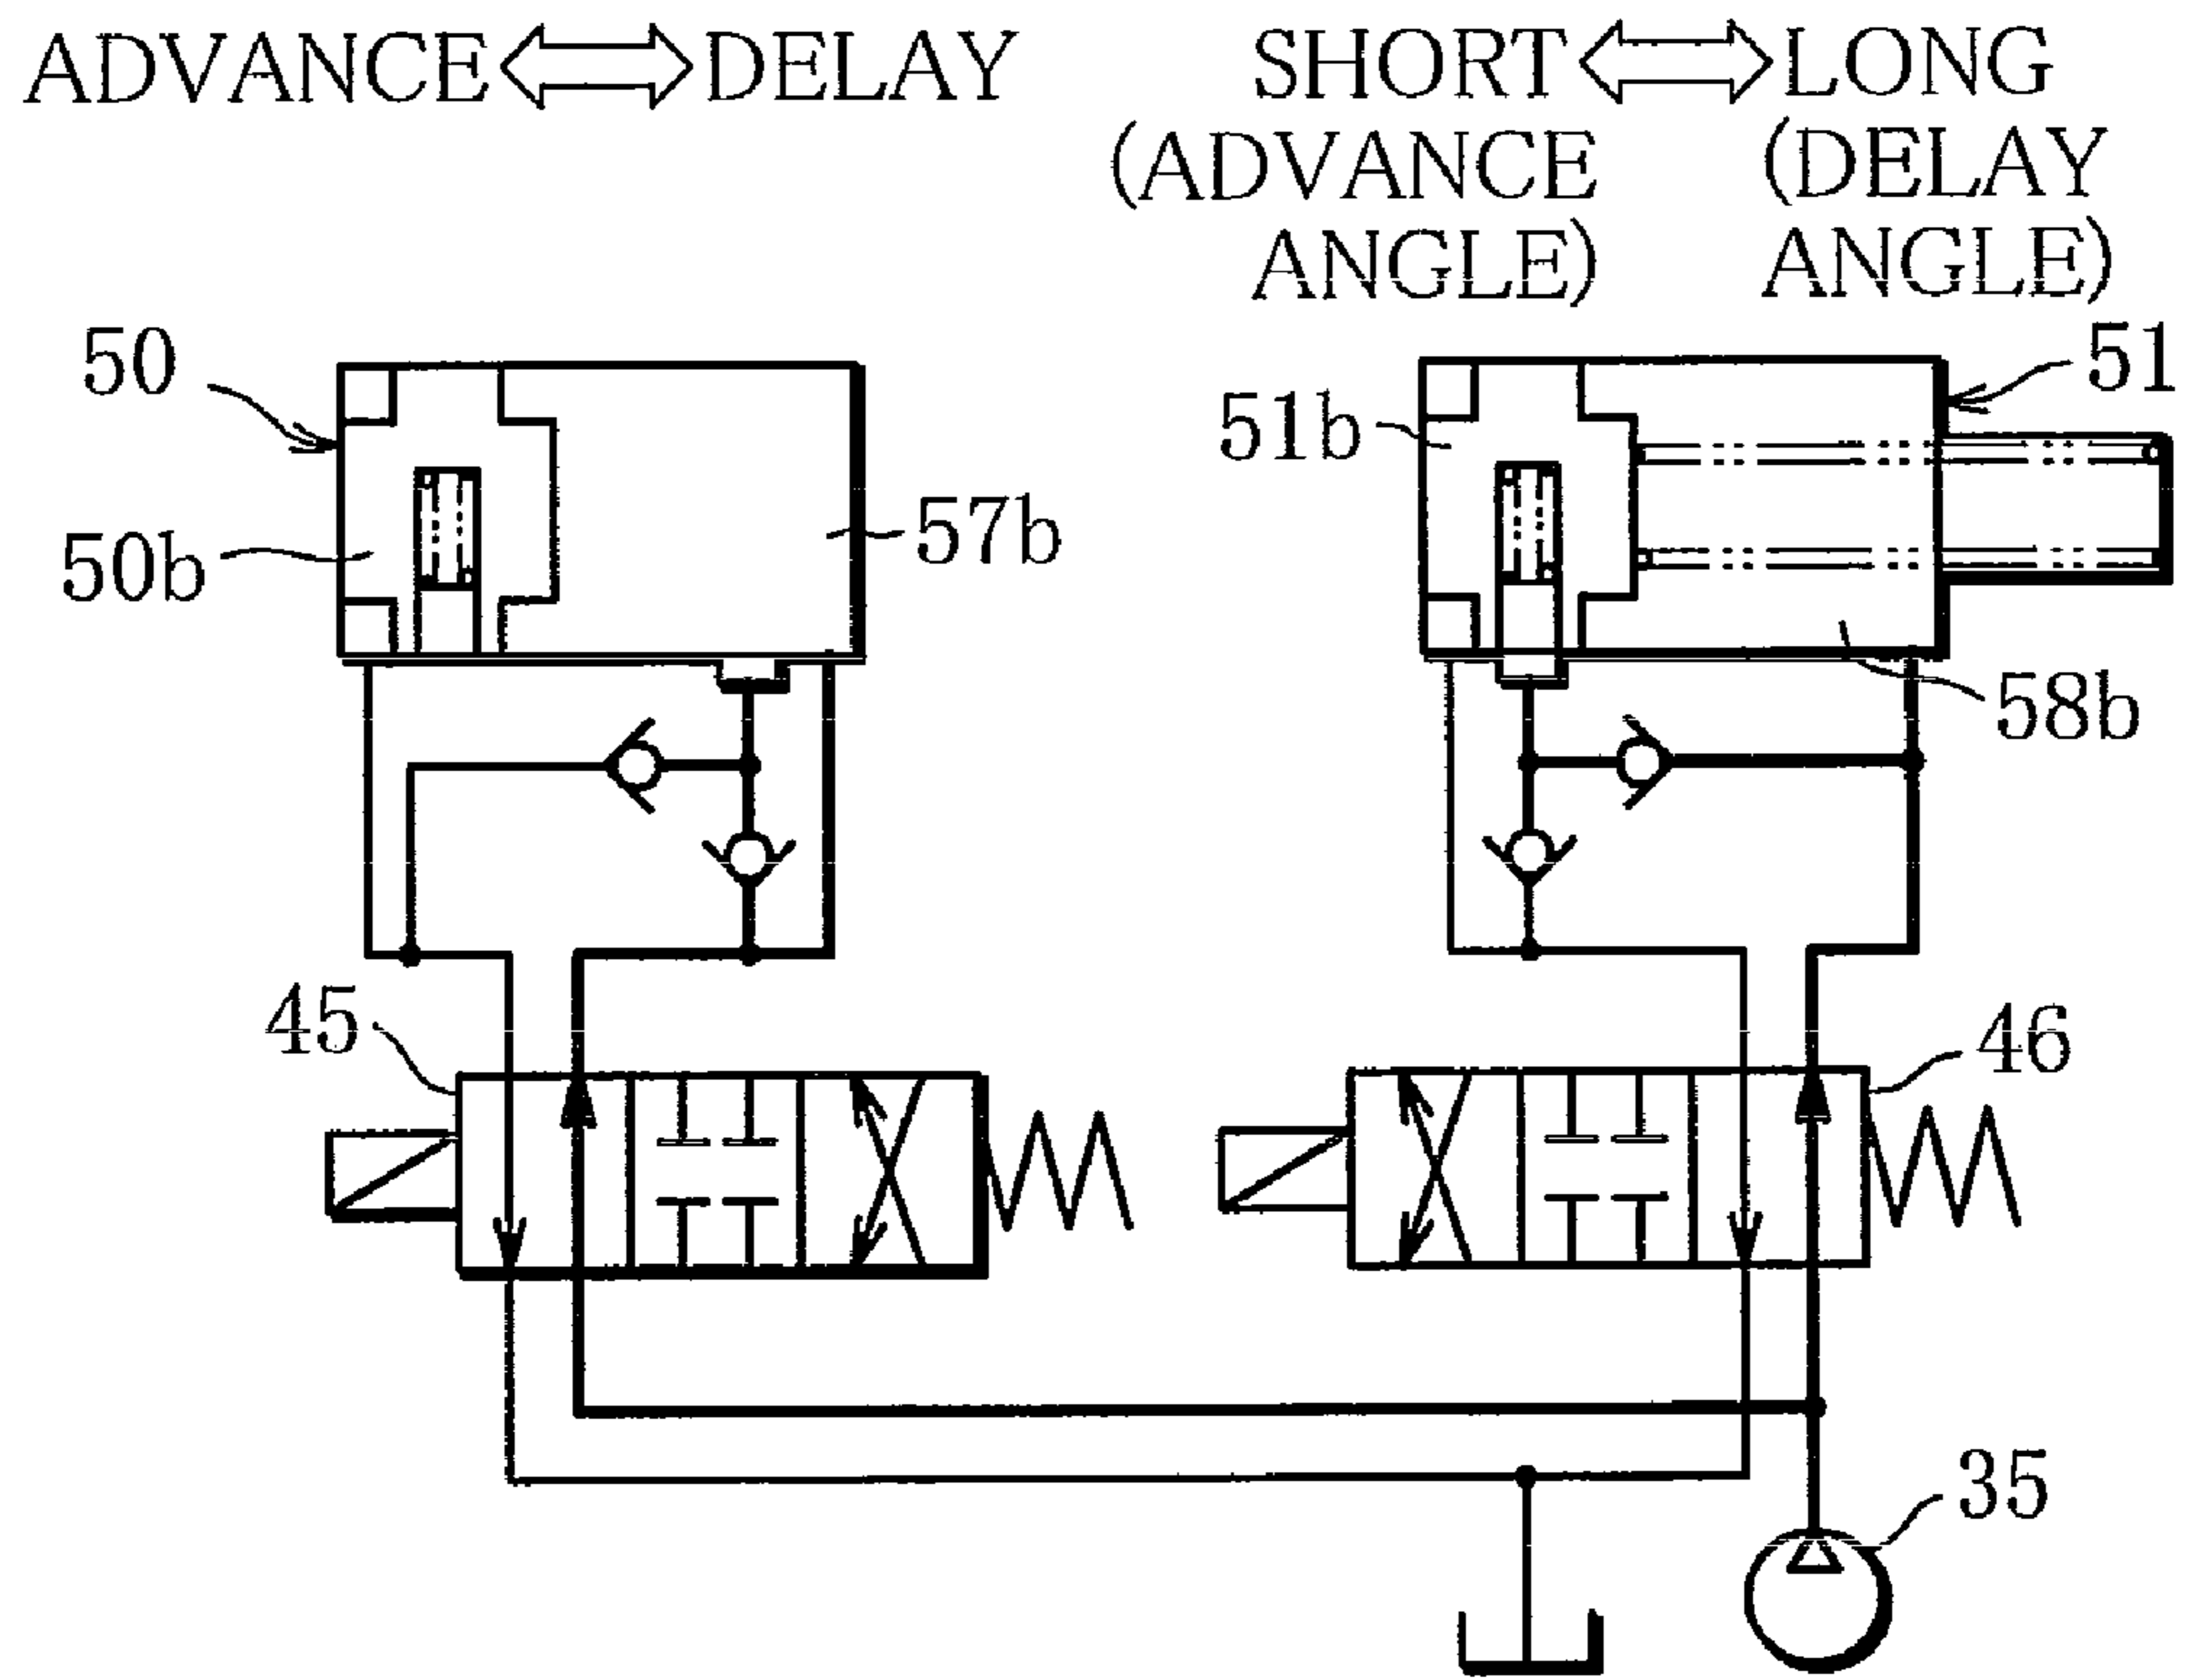 ADVANCE DELAY
SHORT LONG
(ADVANCE (DELAY
ANGLE) ANGLE)
50
51
51b
57b
50b
58b
45
46
35